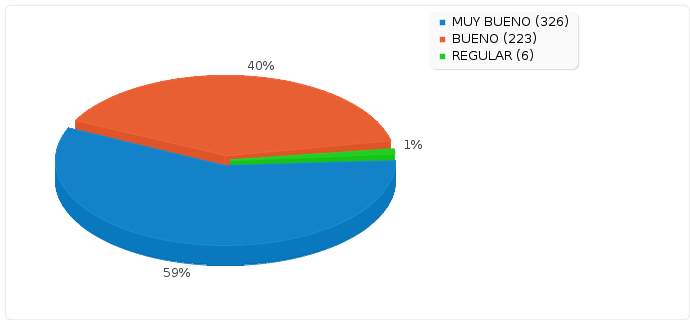 MUY BUENO (326)
BUENO (223)
REGULAR (6)
40%
1%
59%